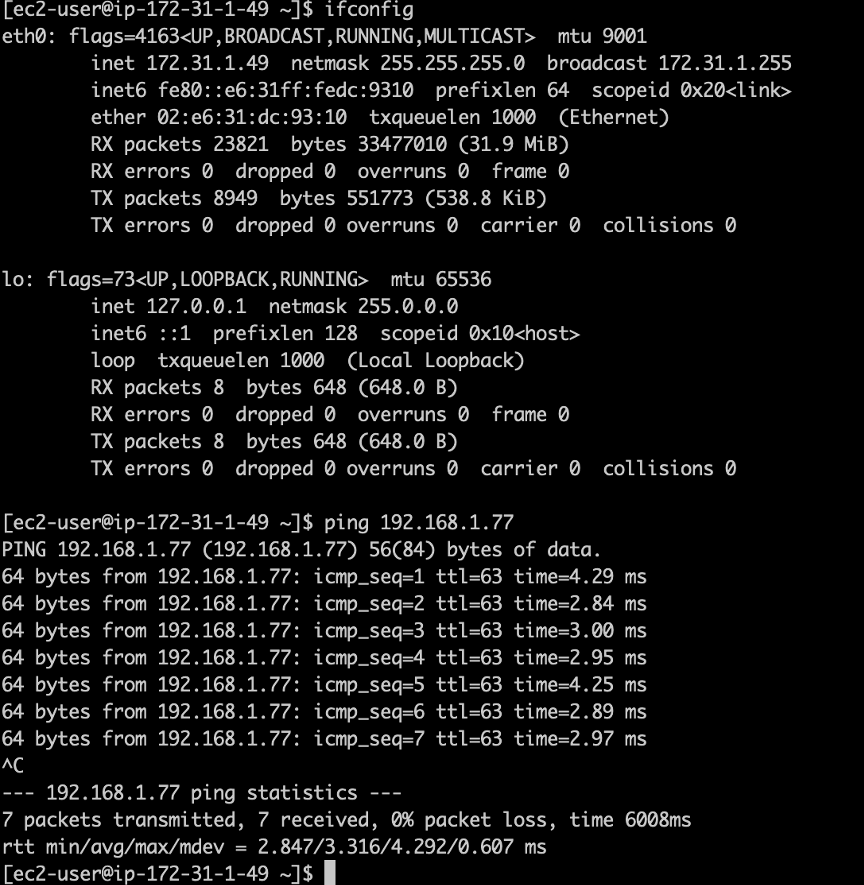 [ec2-user@ip-172-31-1-49 ~]$ ifconfig
eth0: flags=4163<UP,BROADCAST,RUNNING,MULTICAST>  mtu 9001
        inet 172.31.1.49  netmask 255.255.255.0  broadcast 172.31.1.255
        inet6 fe80::e6:31ff:fedc:9310  prefixlen 64  scopeid 0x20<link>
        ether 02:e6:31:dc:93:10  txqueuelen 1000  (Ethernet)
        RX packets 23821  bytes 33477010 (31.9 MiB)
        RX errors 0  dropped 0  overruns 0  frame 0
        TX packets 8949  bytes 551773 (538.8 KiB)
        TX errors 0  dropped 0 overruns 0  carrier 0  collisions 0

lo: flags=73<UP,LOOPBACK,RUNNING>  mtu 65536
        inet 127.0.0.1  netmask 255.0.0.0
        inet6 ::1  prefixlen 128  scopeid 0x10<host>
        loop  txqueuelen 1000  (Local Loopback)
        RX packets 8  bytes 648 (648.0 B)
        RX errors 0  dropped 0  overruns 0  frame 0
        TX packets 8  bytes 648 (648.0 B)
        TX errors 0  dropped 0 overruns 0  carrier 0  collisions 0

[ec2-user@ip-172-31-1-49 ~]$ ping 192.168.1.77
PING 192.168.1.77 (192.168.1.77) 56(84) bytes of data.
64 bytes from 192.168.1.77: icmp_seq=1 ttl=63 time=4.29 ms
64 bytes from 192.168.1.77: icmp_seq=2 ttl=63 time=2.84 ms
64 bytes from 192.168.1.77: icmp_seq=3 ttl=63 time=3.00 ms
64 bytes from 192.168.1.77: icmp_seq=4 ttl=63 time=2.95 ms
64 bytes from 192.168.1.77: icmp_seq=5 ttl=63 time=4.25 ms
64 bytes from 192.168.1.77: icmp_seq=6 ttl=63 time=2.89 ms
64 bytes from 192.168.1.77: icmp_seq=7 ttl=63 time=2.97 ms
^C
--- 192.168.1.77 ping statistics ---
7 packets transmitted, 7 received, 0% packet loss, time 6008ms
rtt min/avg/max/mdev = 2.847/3.316/4.292/0.607 ms
[ec2-user@ip-172-31-1-49 ~]$